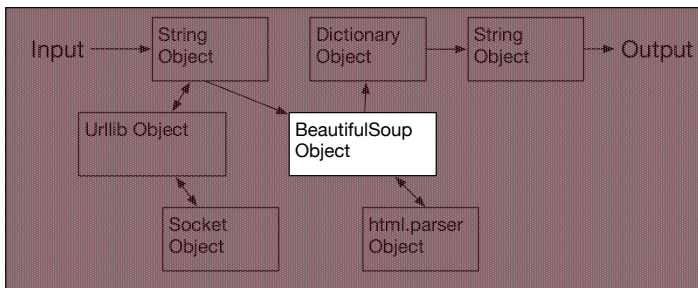 Input
String
Object
Dictionary
Object
String
Object
Output
Urllib Object
BeautifulSoup
Object
Socket
Object
html.parser
Object